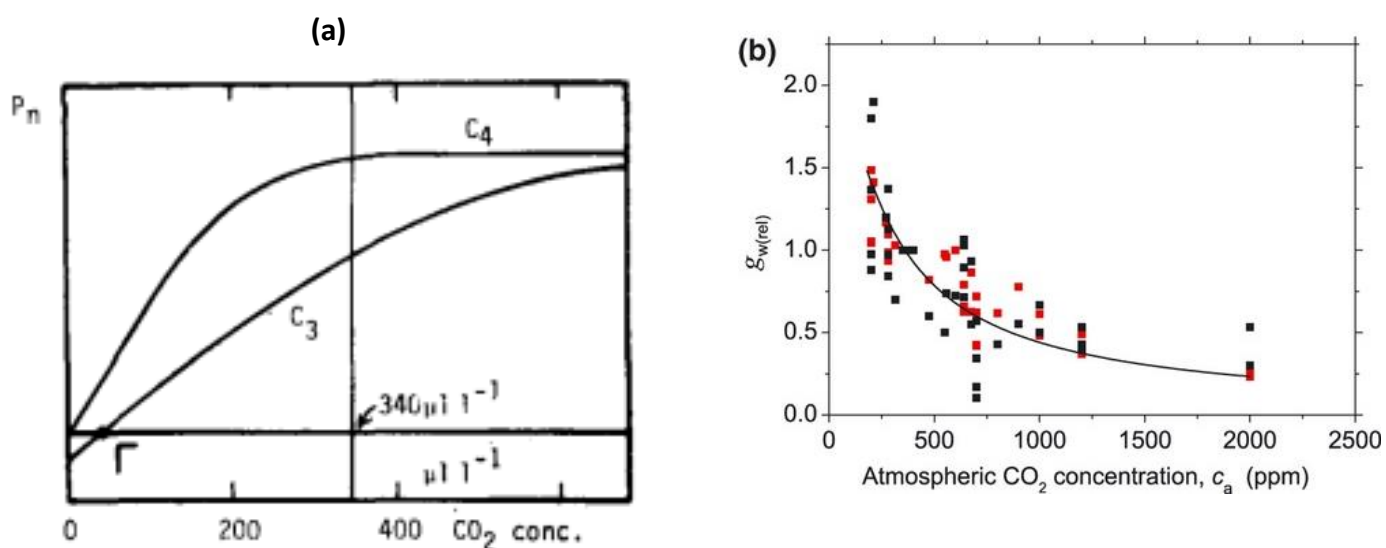 (a)
Pn
C4
C3
340µl l⁻¹
Γ
µl l⁻¹
0 200 400 CO2 conc.
(b)
2.0
1.5
1.0
0.5
0.0
gw(rel)
0 500 1000 1500 2000 2500
Atmospheric CO2 concentration, ca (ppm)